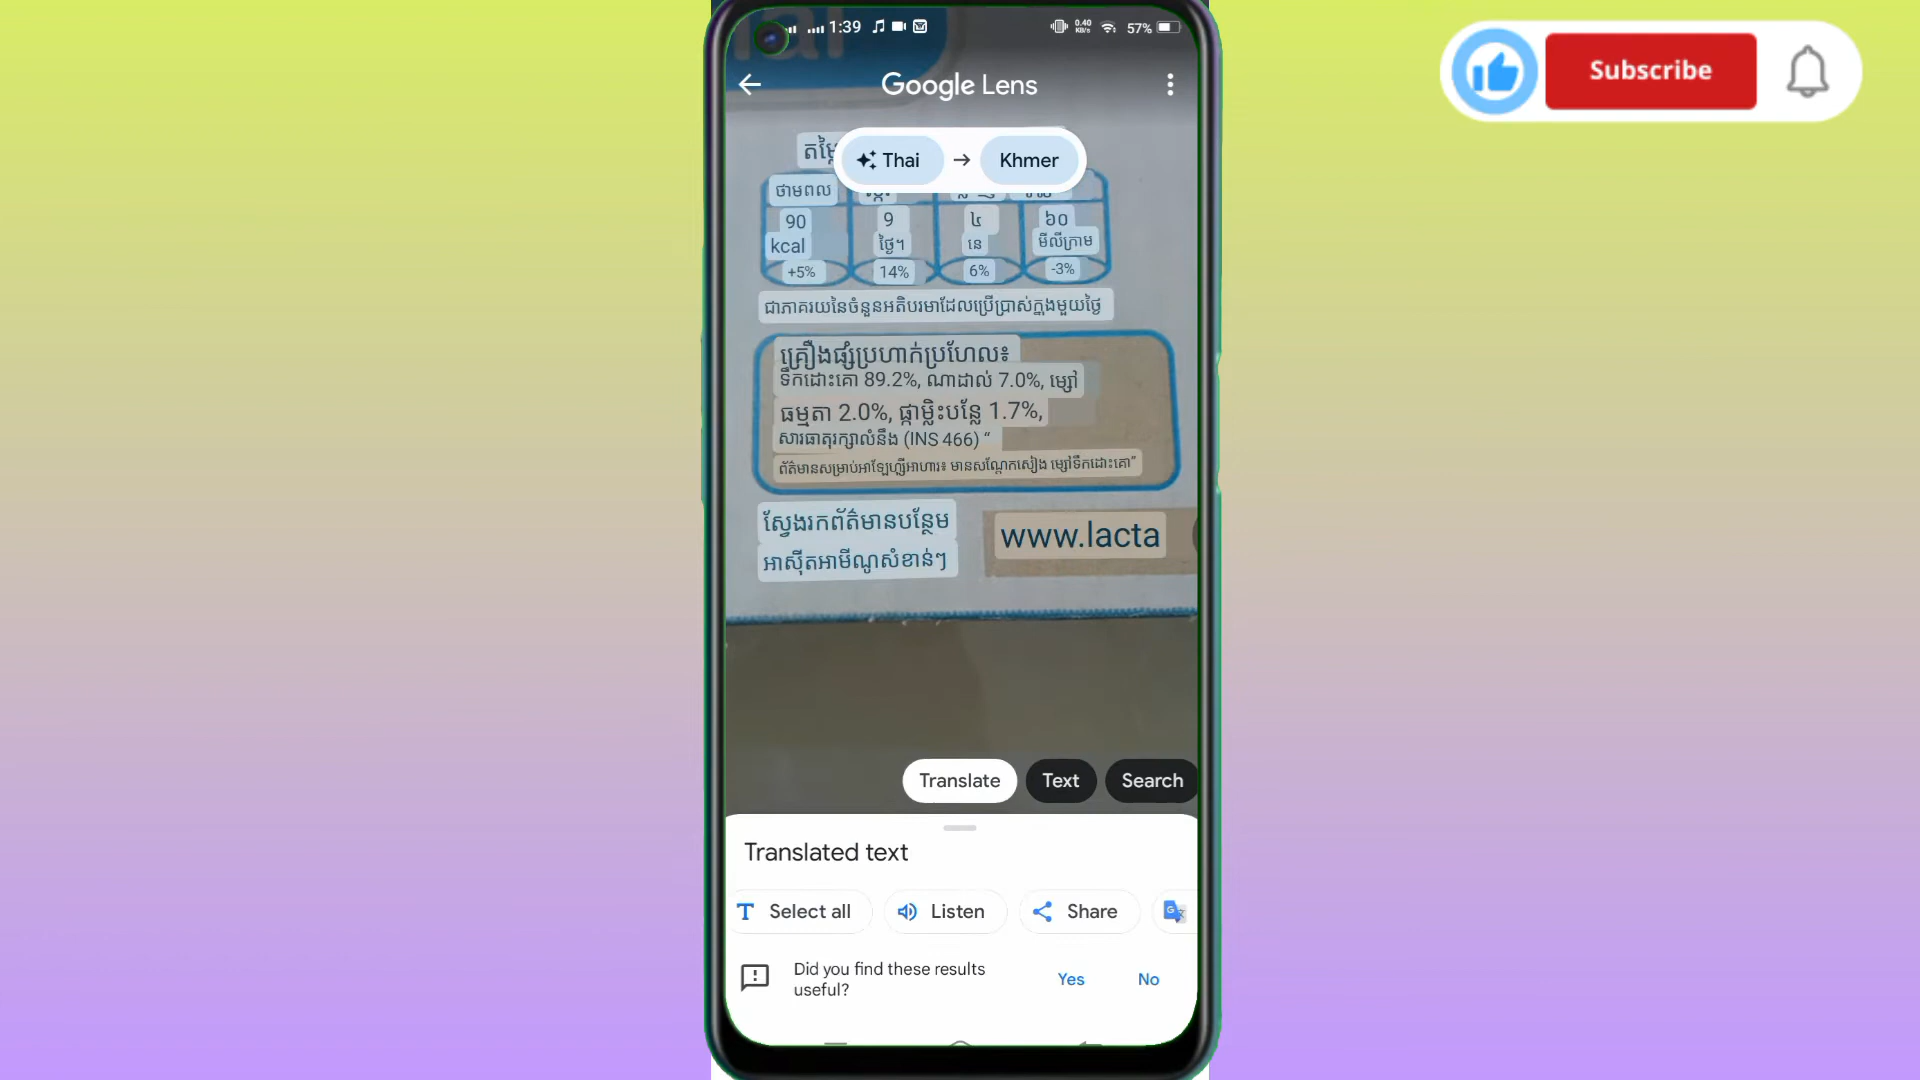 1:39
0.40
KB/s
57%
Google Lens
Subscribe
តម្លៃ
Thai → Khmer
ថាមពល
90
9
៤
៦០
kcal
ថ្ងៃ។
នេ
មីលីក្រាម
+5%
14%
6%
-3%
ជាភាគរយនៃចំនួនអតិបរមាដែលប្រើប្រាស់ក្នុងមួយថ្ងៃ
គ្រឿងផ្សំប្រហាក់ប្រហែល៖
ទឹកដោះគោ 89.2%, ណាដាល់ 7.0%, ម្សៅ
ធម្មតា 2.0%, ផ្កាម្លិះបន្លែ 1.7%,
សារធាតុរក្សាលំនឹង (INS 466) “
ព័ត៌មានសម្រាប់អាឡែហ្ស៊ីអាហារ៖ មានសណ្តែកសៀង ម្សៅទឹកដោះគោ”
ស្វែងរកព័ត៌មានបន្ថែម
www.lacta
អាស៊ីតអាមីណូសំខាន់ៗ
Translate
Text
Search
Translated text
Select all
Listen
Share
Did you find these results
useful?
Yes
No